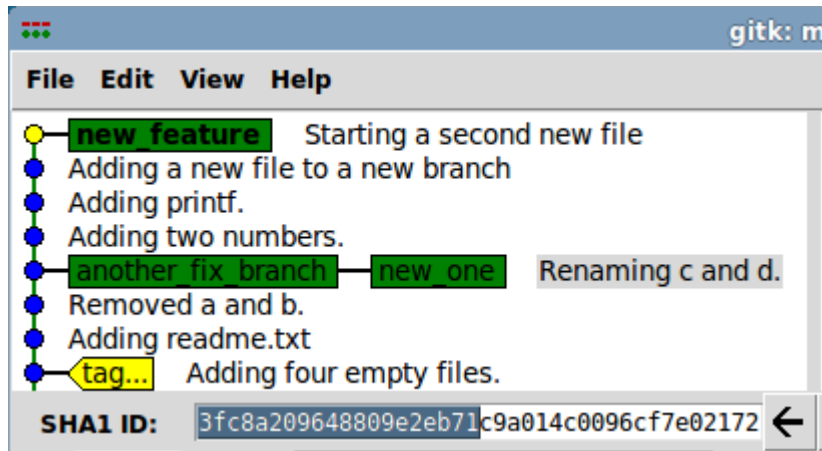 gitk: m
File Edit View Help
new_feature Starting a second new file
Adding a new file to a new branch
Adding printf.
Adding two numbers.
another_fix_branch new_one Renaming c and d.
Removed a and b.
Adding readme.txt
tag... Adding four empty files.
SHA1 ID: 3fc8a209648809e2eb71c9a014c0096cf7e02172